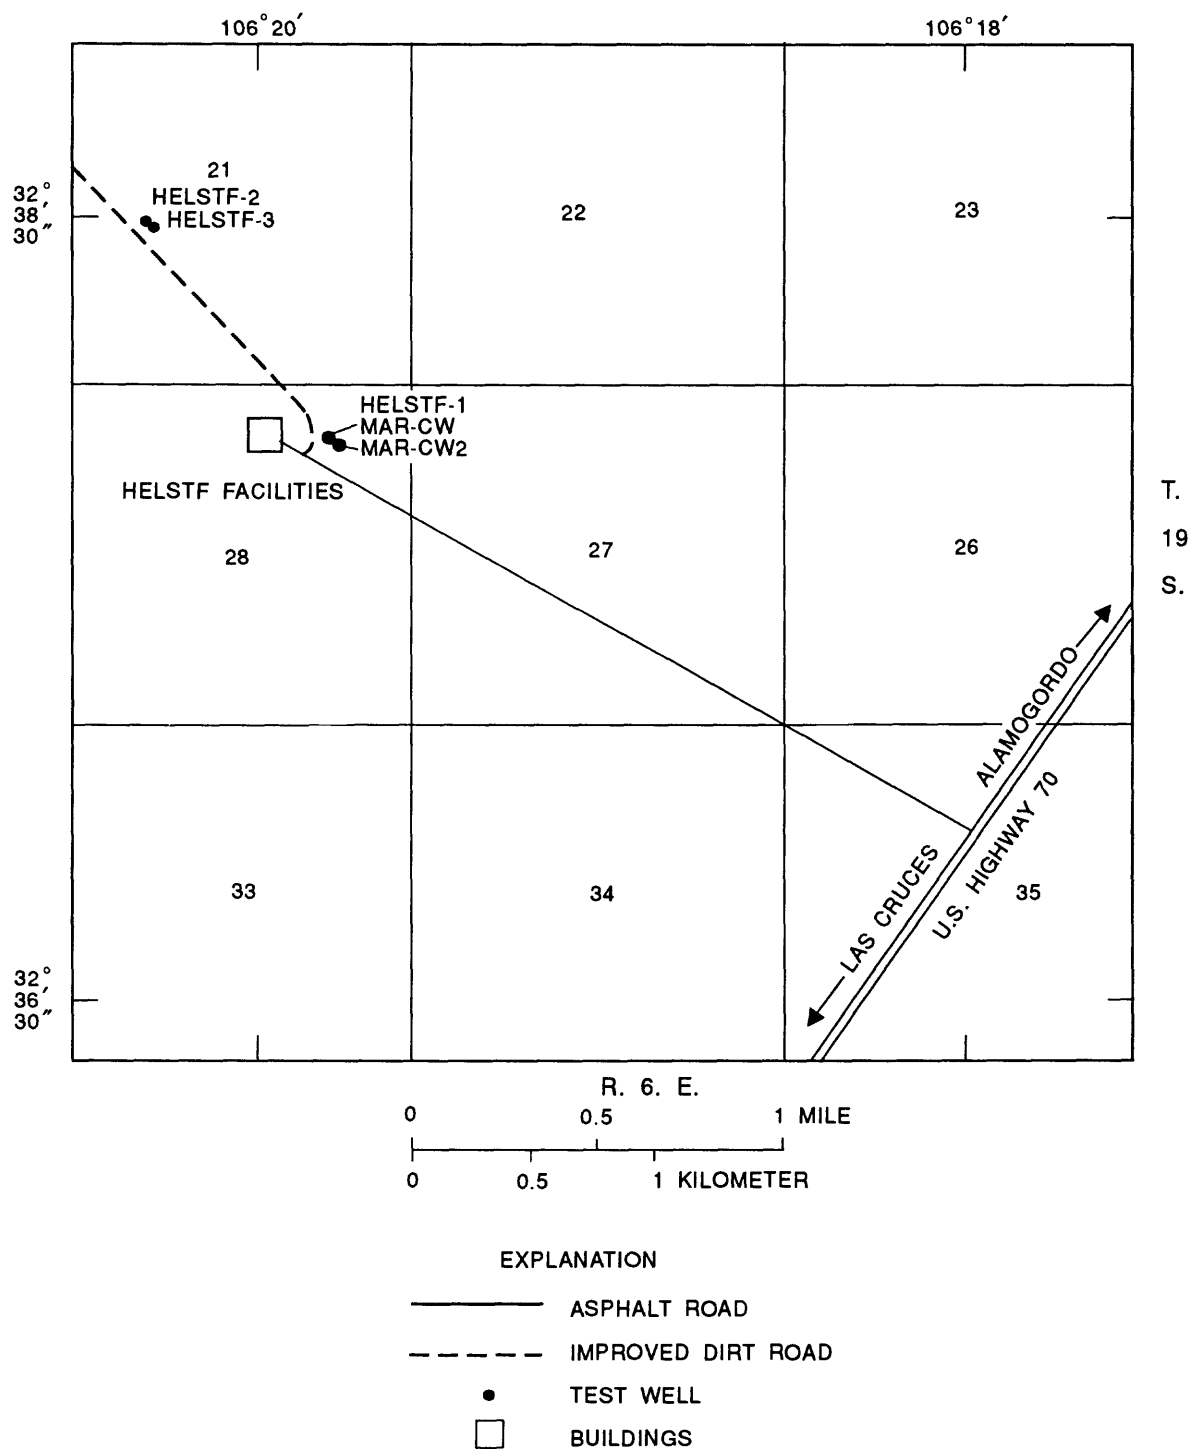 106°20′
106°18′
21
32°
38′
30″
HELSTF-2
HELSTF-3
22
23
HELSTF-1
MAR-CW
MAR-CW2
HELSTF FACILITIES
T.
19
S.
28
27
26
ALAMOGORDO
U.S. HIGHWAY 70
LAS CRUCES
33
34
35
32°
36′
30″
R. 6. E.
0 0.5 1 MILE
0 0.5 1 KILOMETER
EXPLANATION
ASPHALT ROAD
IMPROVED DIRT ROAD
TEST WELL
BUILDINGS